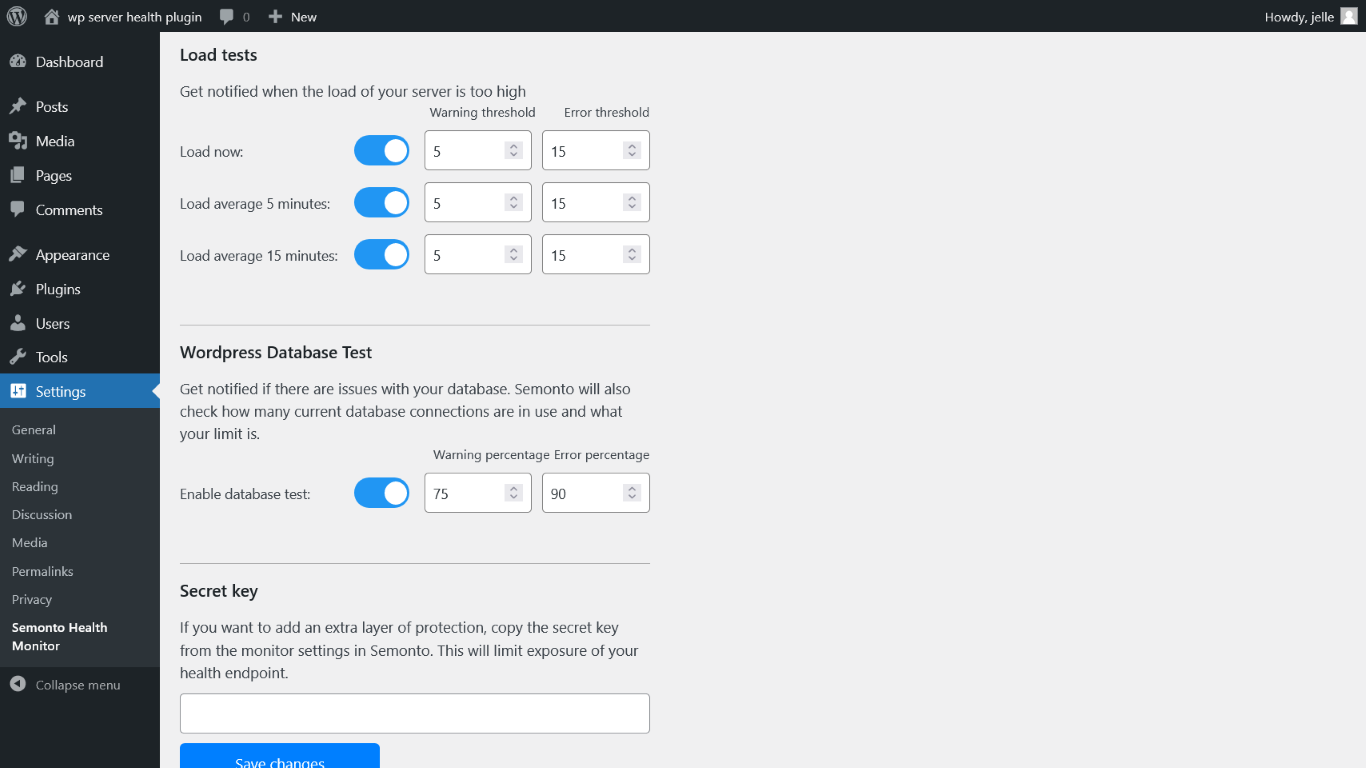 wp server health plugin 0 New Howdy, jelle
Dashboard
Posts
Media
Pages
Comments
Appearance
Plugins
Users
Tools
Settings
General
Writing
Reading
Discussion
Media
Permalinks
Privacy
Semonto Health
Monitor
Collapse menu
Load tests
Get notified when the load of your server is too high
Warning threshold Error threshold
Load now: 5 15
Load average 5 minutes: 5 15
Load average 15 minutes: 5 15
Wordpress Database Test
Get notified if there are issues with your database. Semonto will also
check how many current database connections are in use and what
your limit is.
Warning percentage Error percentage
Enable database test: 75 90
Secret key
If you want to add an extra layer of protection, copy the secret key
from the monitor settings in Semonto. This will limit exposure of your
health endpoint.
Save changes